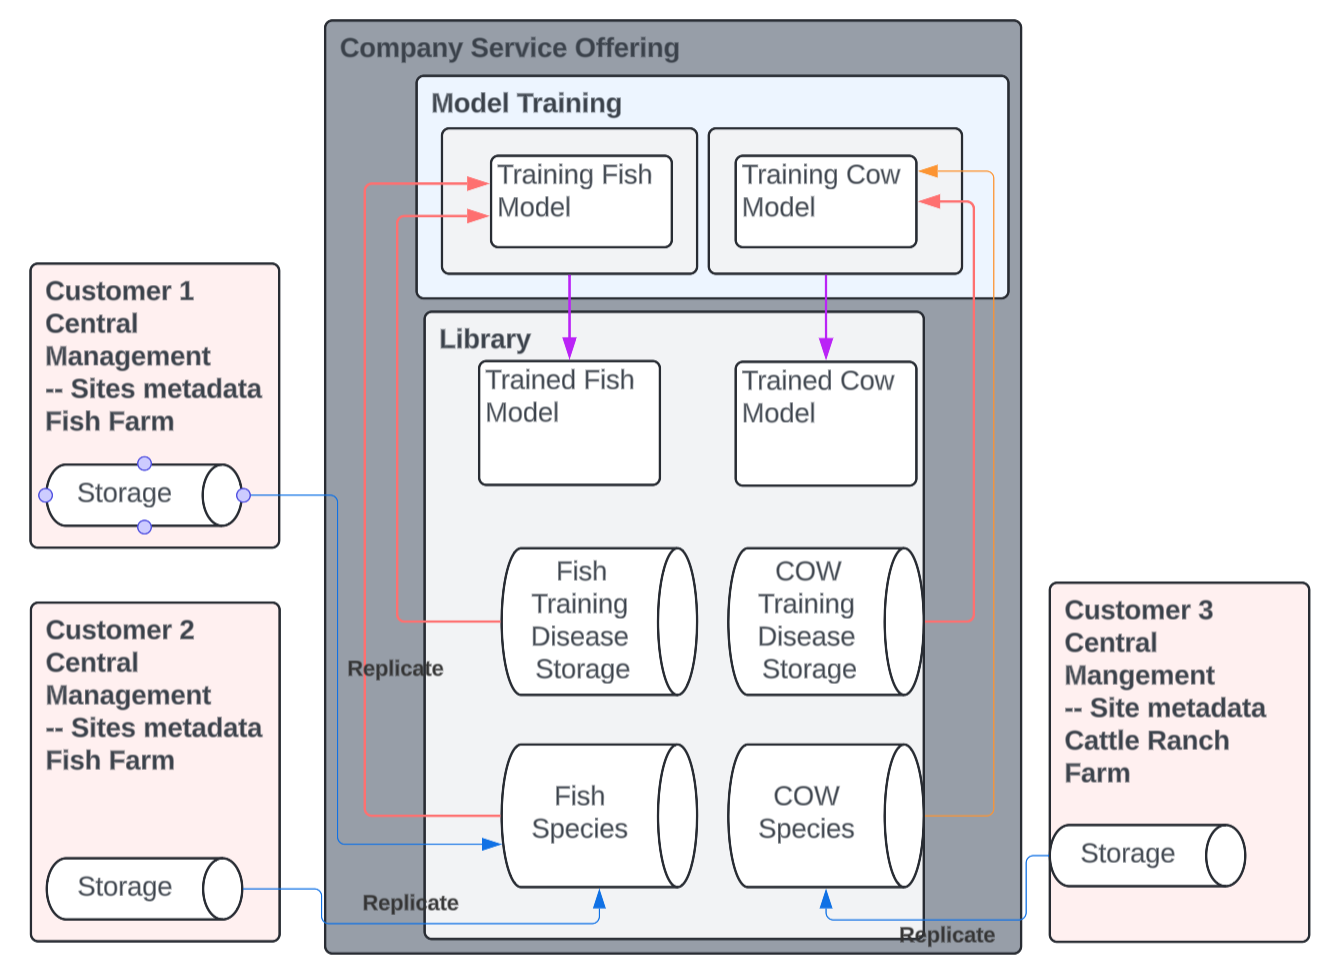 Company Service Offering
Model Training
Training Fish
Model
Training Cow
Model
Customer 1
Central
Management
-- Sites metadata
Fish Farm
Storage
Library
Trained Fish
Model
Trained Cow
Model
Fish
Training
Disease
Storage
COW
Training
Disease
Storage
Replicate
Customer 2
Central
Management
-- Sites metadata
Fish Farm
Storage
Fish
Species
COW
Species
Replicate
Customer 3
Central
Mangement
-- Site metadata
Cattle Ranch
Farm
Storage
Replicate